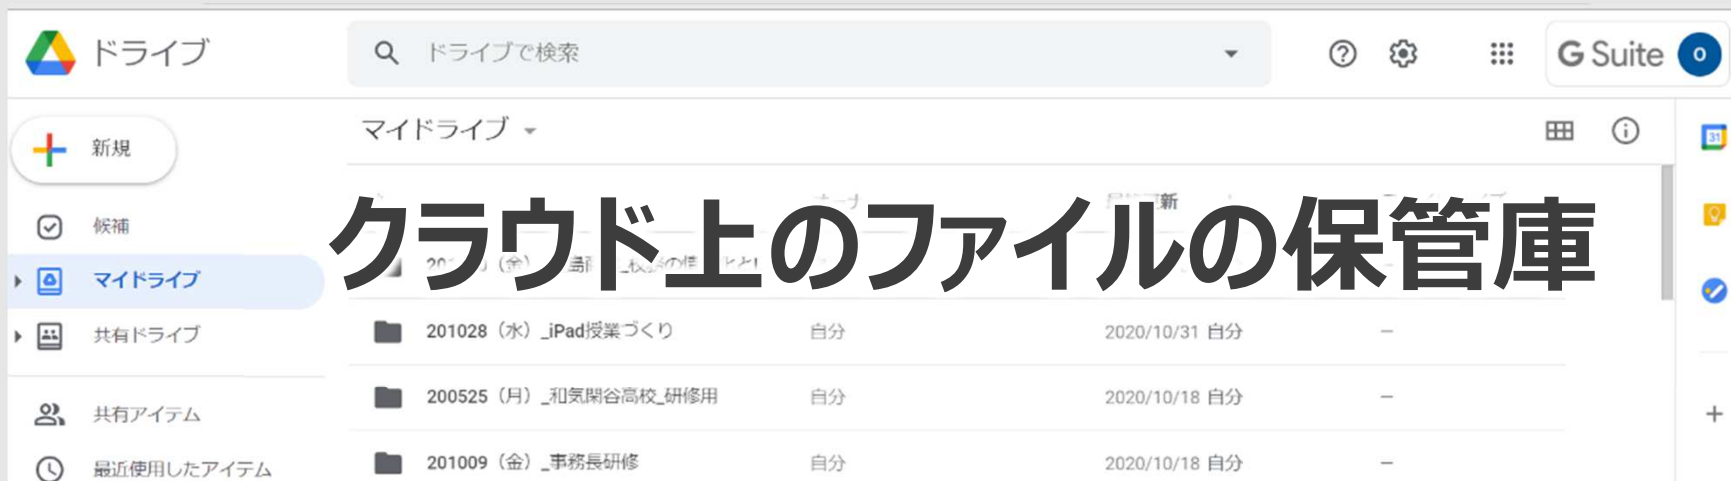 ドライブ
ドライブで検索
G Suite
O
新規
マイドライブ
31
候補
クラウド上のファイルの保管庫
マイドライブ
共有ドライブ
201028（水）_iPad授業づくり 自分 2020/10/31 自分 —
200525（月）_和気閑谷高校_研修用 自分 2020/10/18 自分 —
共有アイテム
201009（金）_事務長研修 自分 2020/10/18 自分 —
最近使用したアイテム